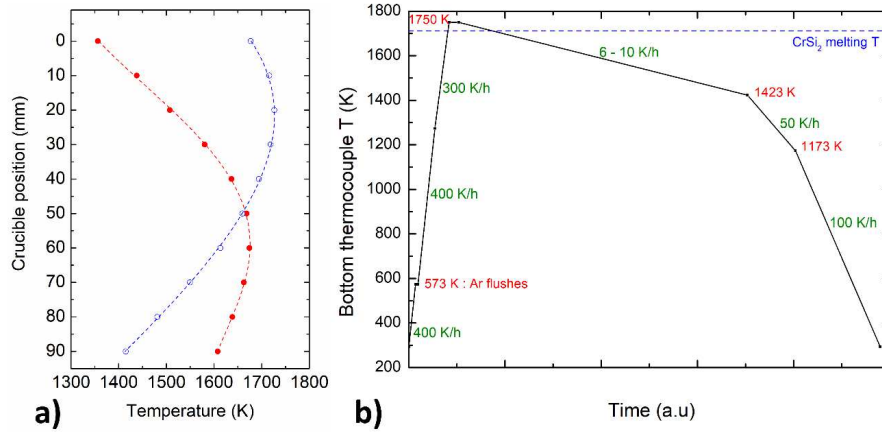 Crucible position (mm)
0
10
20
30
40
50
60
70
80
90
1300 1400 1500 1600 1700 1800
Temperature (K)
a)
Bottom thermocouple T (K)
1800
1600
1400
1200
1000
800
600
400
200
1750 K
CrSi2 melting T
6 - 10 K/h
300 K/h
1423 K
50 K/h
1173 K
400 K/h
100 K/h
573 K : Ar flushes
400 K/h
Time (a.u)
b)